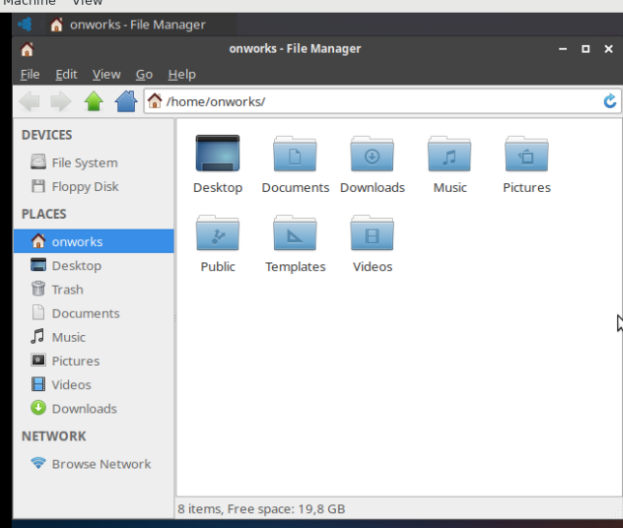 Machine View
onworks - File Manager
onworks - File Manager
File Edit View Go Help
/home/onworks/
DEVICES
File System
Floppy Disk
PLACES
onworks
Desktop
Trash
Documents
Music
Pictures
Videos
Downloads
NETWORK
Browse Network
Desktop Documents Downloads Music Pictures
Public Templates Videos
8 items, Free space: 19,8 GB